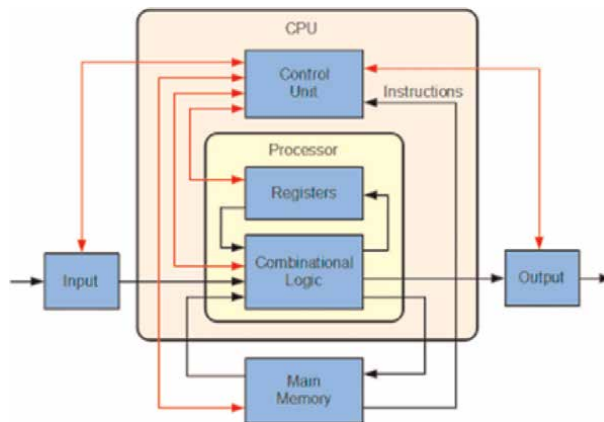 CPU
Control
Unit
Instructions
Processor
Registers
Combinational
Logic
Input
Output
Main
Memory